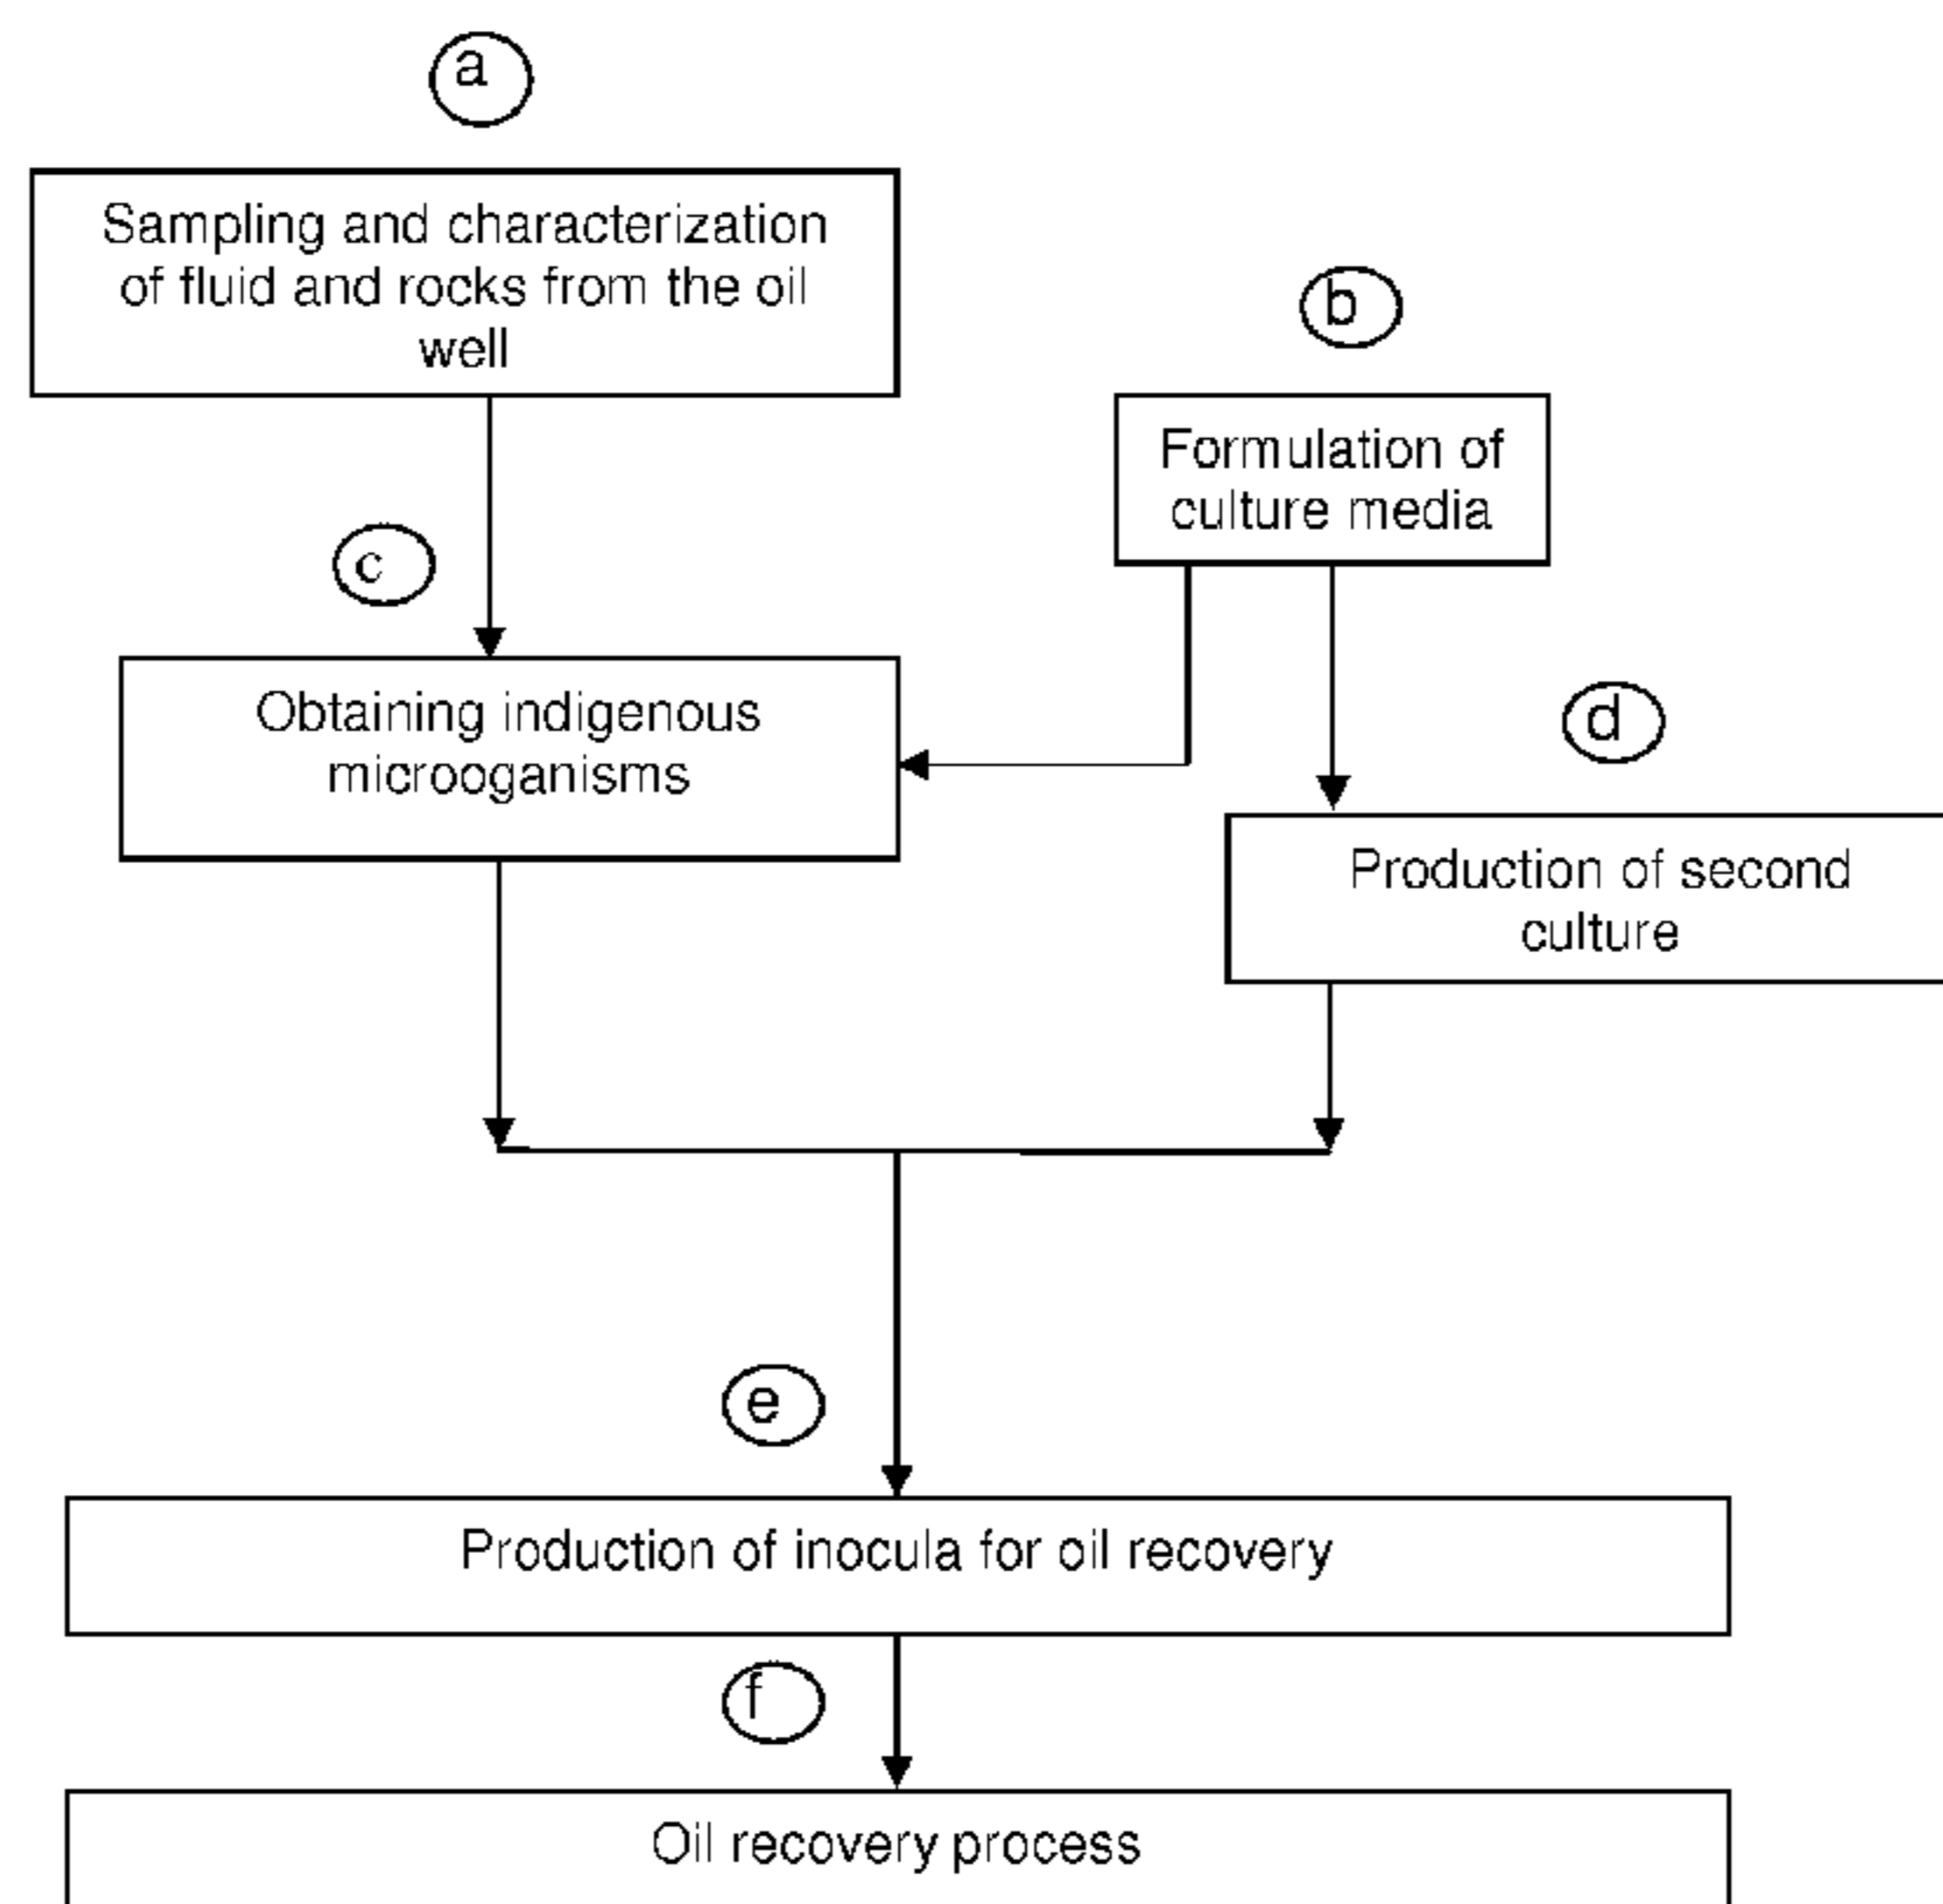 a
Sampling and characterization
of fluid and rocks from the oil
well
b
Formulation of
culture media
c
Obtaining indigenous
microoganisms
d
Production of second
culture
e
Production of inocula for oil recovery
f
Oil recovery process